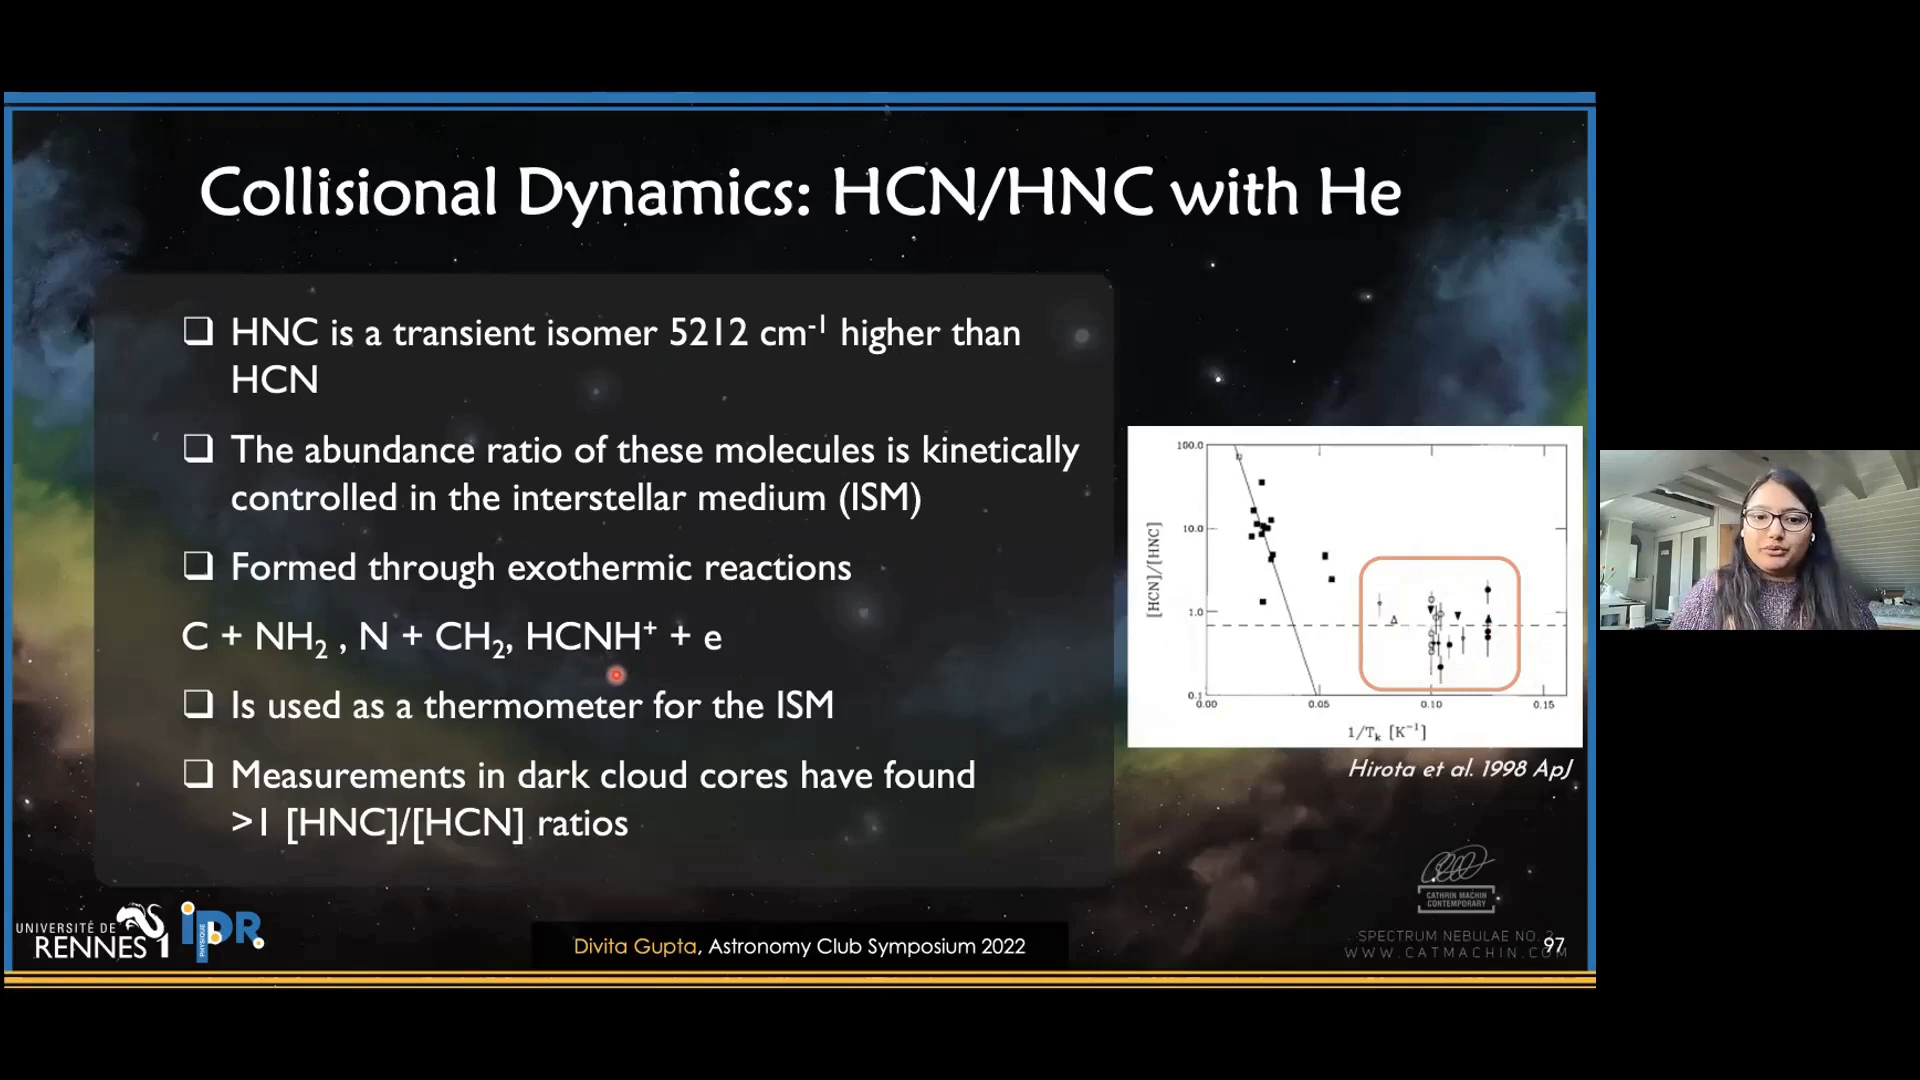 Collisional Dynamics: HCN/HNC with He
❑ HNC is a transient isomer 5212 cm⁻¹ higher than
HCN
❑ The abundance ratio of these molecules is kinetically
controlled in the interstellar medium (ISM)
❑ Formed through exothermic reactions
C + NH₂ , N + CH₂, HCNH⁺ + e
❑ Is used as a thermometer for the ISM
❑ Measurements in dark cloud cores have found
>1 [HNC]/[HCN] ratios
100.0
10.0
1.0
0.1
[HCN]/[HNC]
0.00 0.05 0.10 0.15
1/Tₖ [K⁻¹]
Hirota et al. 1998 ApJ
CATHRIN MACHIN
CONTEMPORARY
SPECTRUM NEBULAE NO.
WWW.CATMACHIN.COM
97
UNIVERSITÉ DE
RENNES 1
IPR
PHYSIQUE
Divita Gupta, Astronomy Club Symposium 2022